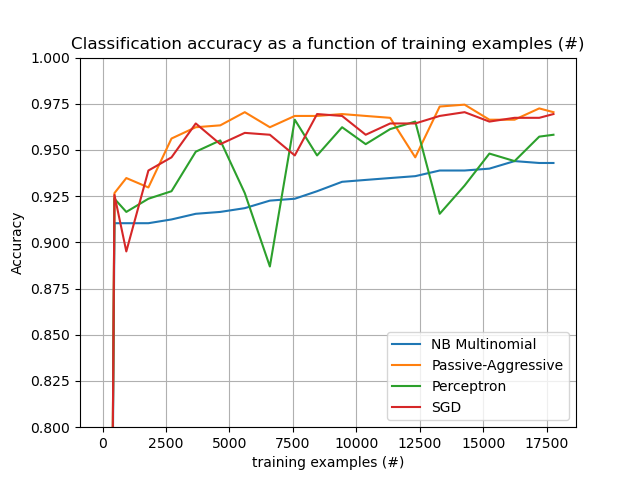 Classification accuracy as a function of training examples (#)
1.000
0.975
0.950
0.925
0.900
0.875
0.850
0.825
0.800
Accuracy
NB Multinomial
Passive-Aggressive
Perceptron
SGD
0 2500 5000 7500 10000 12500 15000 17500
training examples (#)